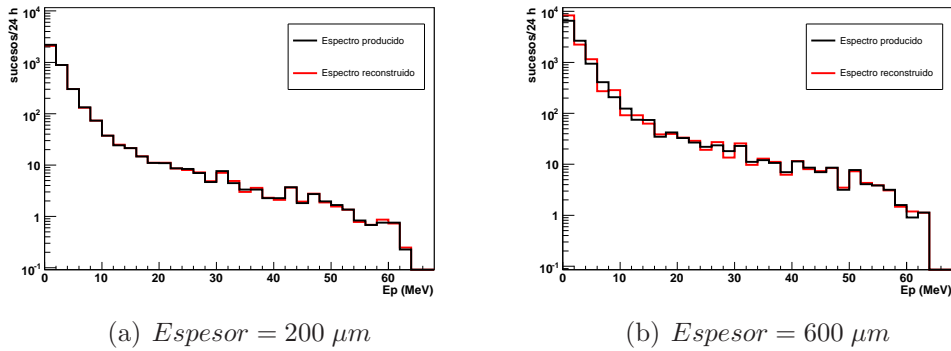 sucesos/24 h
10⁴
10³
10²
10
1
10⁻¹
Espectro producido
Espectro reconstruido
0 10 20 30 40 50 60
Ep (MeV)
(a) Espesor = 200 μm
sucesos/24 h
10⁴
10³
10²
10
1
10⁻¹
Espectro producido
Espectro reconstruido
0 10 20 30 40 50 60
Ep (MeV)
(b) Espesor = 600 μm